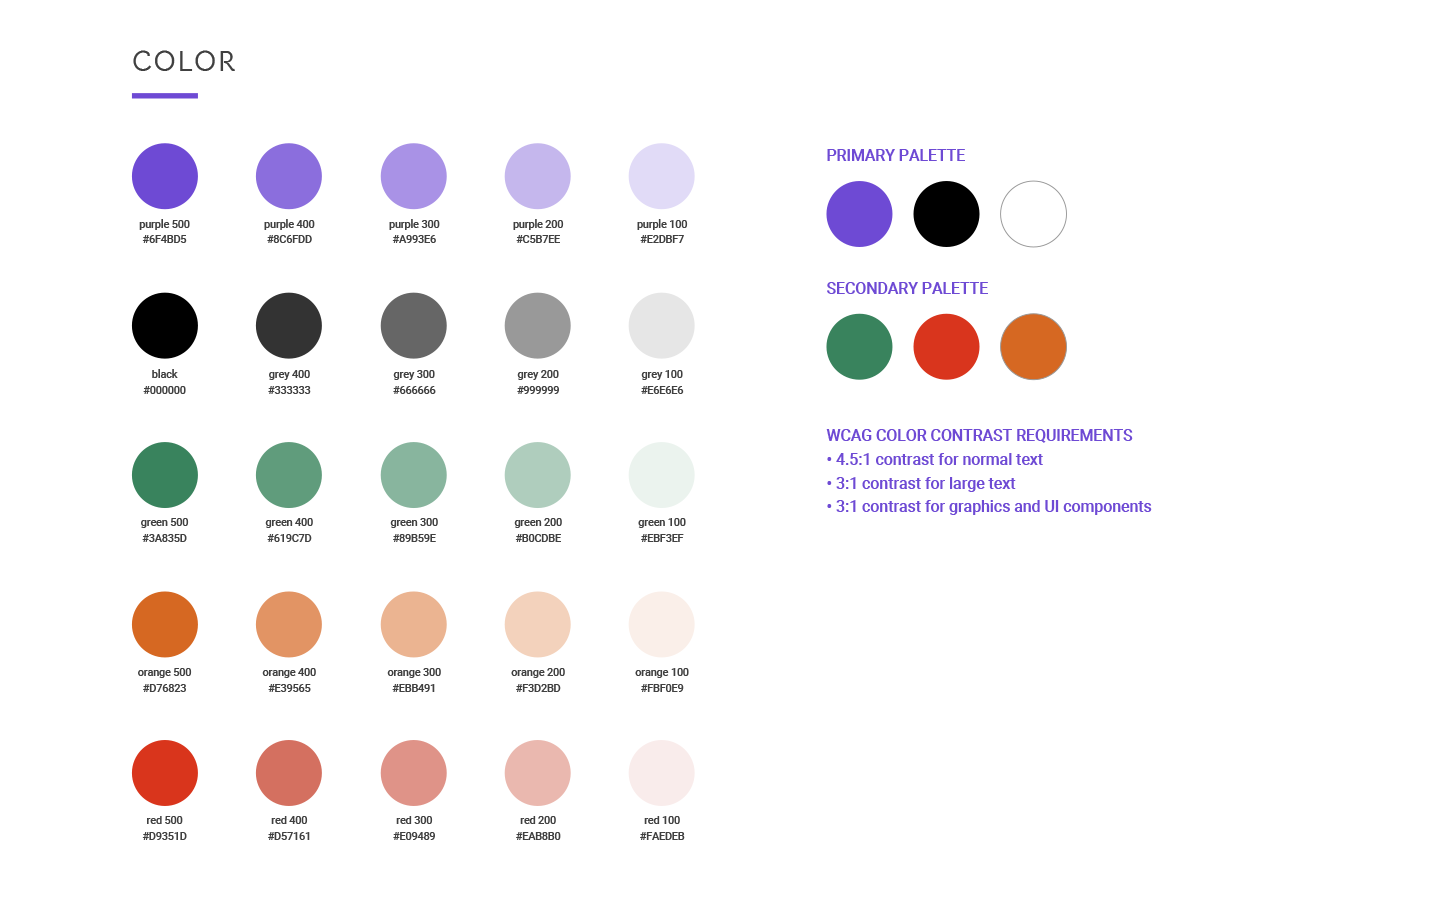 COLOR
purple 500
#6F4BD5
purple 400
#8C6FDD
purple 300
#A993E6
purple 200
#C5B7EE
purple 100
#E2DBF7
black
#000000
grey 400
#333333
grey 300
#666666
grey 200
#999999
grey 100
#E6E6E6
green 500
#3A835D
green 400
#619C7D
green 300
#89B59E
green 200
#B0CDBE
green 100
#EBF3EF
orange 500
#D76823
orange 400
#E39565
orange 300
#EBB491
orange 200
#F3D2BD
orange 100
#FBF0E9
red 500
#D9351D
red 400
#D57161
red 300
#E09489
red 200
#EAB8B0
red 100
#FAEDEB
PRIMARY PALETTE
SECONDARY PALETTE
WCAG COLOR CONTRAST REQUIREMENTS
• 4.5:1 contrast for normal text
• 3:1 contrast for large text
• 3:1 contrast for graphics and UI components